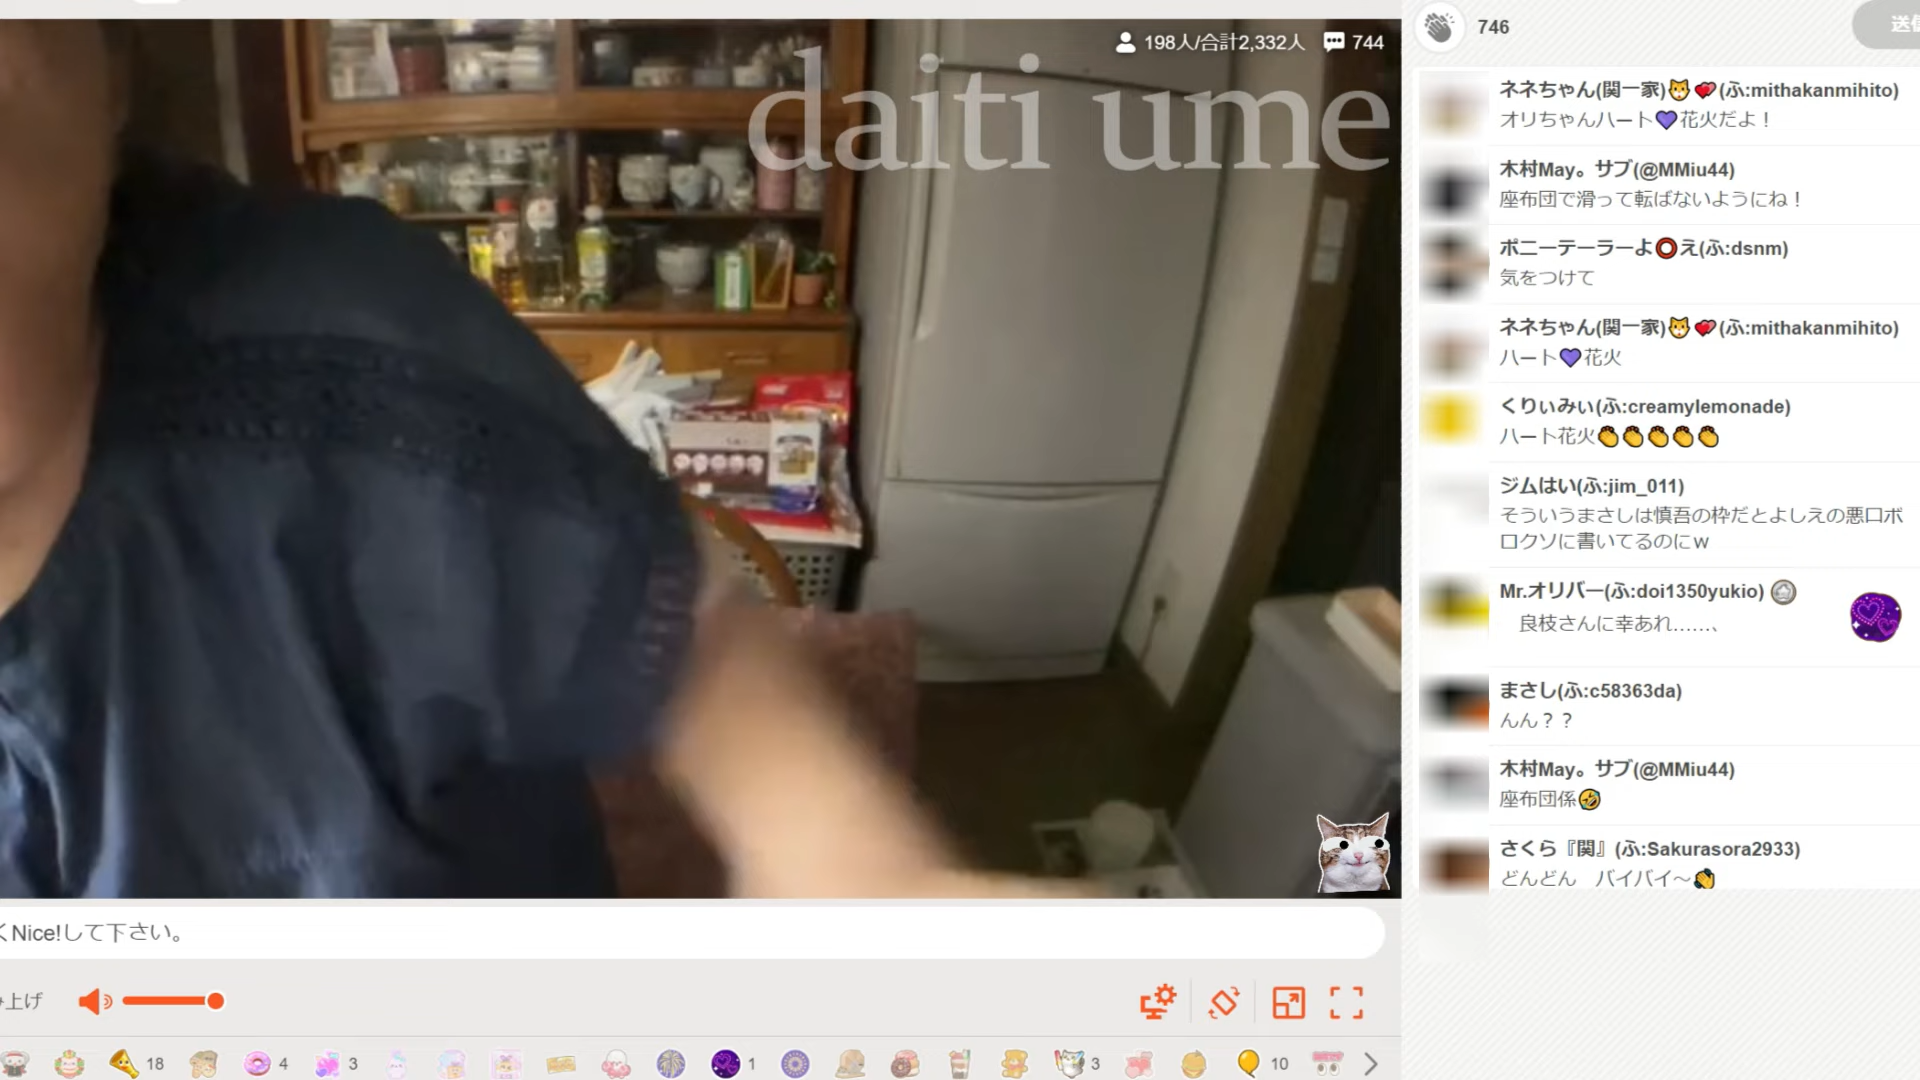 198人/合計2,332人 744
daiti ume
くNice!して下さい。
み上げ
18
4
3
1
3
10
746
送信
ネネちゃん(関一家)🐱💕(ふ:mithakanmihito)
オリちゃんハート💜花火だよ！
木村May。サブ(@MMiu44)
座布団で滑って転ばないようにね！
ポニーテーラーよ⭕え(ふ:dsnm)
気をつけて
ネネちゃん(関一家)🐱💕(ふ:mithakanmihito)
ハート💜花火
くりぃみぃ(ふ:creamylemonade)
ハート花火👏👏👏👏👏
ジムはい(ふ:jim_011)
そういうまさしは慎吾の枠だとよしえの悪口ボ
ロクソに書いてるのにｗ
Mr.オリバー(ふ:doi1350yukio)
良枝さんに幸あれ……、
まさし(ふ:c58363da)
んん？？
木村May。サブ(@MMiu44)
座布団係🤣
さくら『関』(ふ:Sakurasora2933)
どんどん　バイバイ～👋